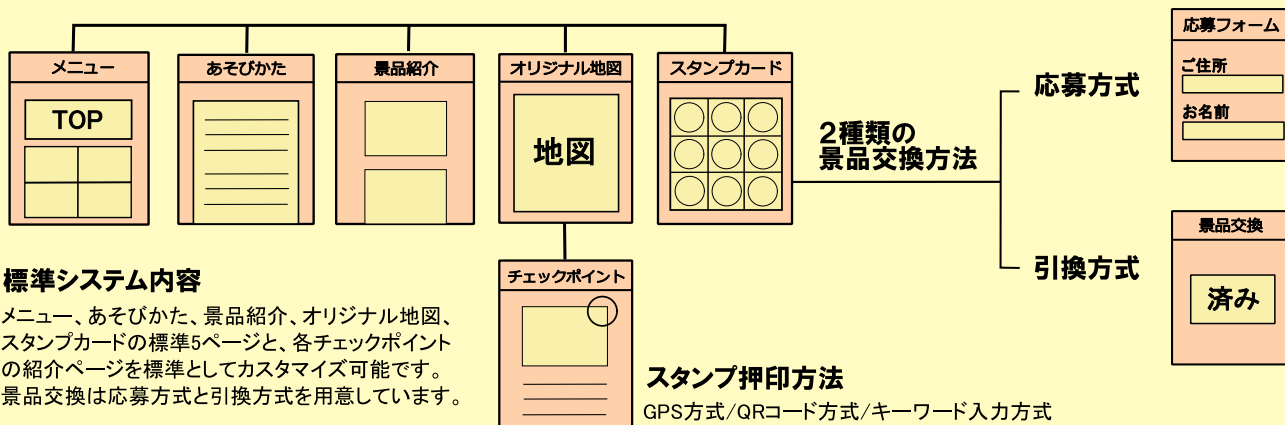 メニュー
TOP
あそびかた
景品紹介
オリジナル地図
地図
スタンプカード
2種類の
景品交換方法
応募方式
応募フォーム
ご住所
お名前
引換方式
景品交換
済み
チェックポイント
標準システム内容
メニュー、あそびかた、景品紹介、オリジナル地図、
スタンプカードの標準5ページと、各チェックポイント
の紹介ページを標準としてカスタマイズ可能です。
景品交換は応募方式と引換方式を用意しています。
スタンプ押印方法
GPS方式/QRコード方式/キーワード入力方式